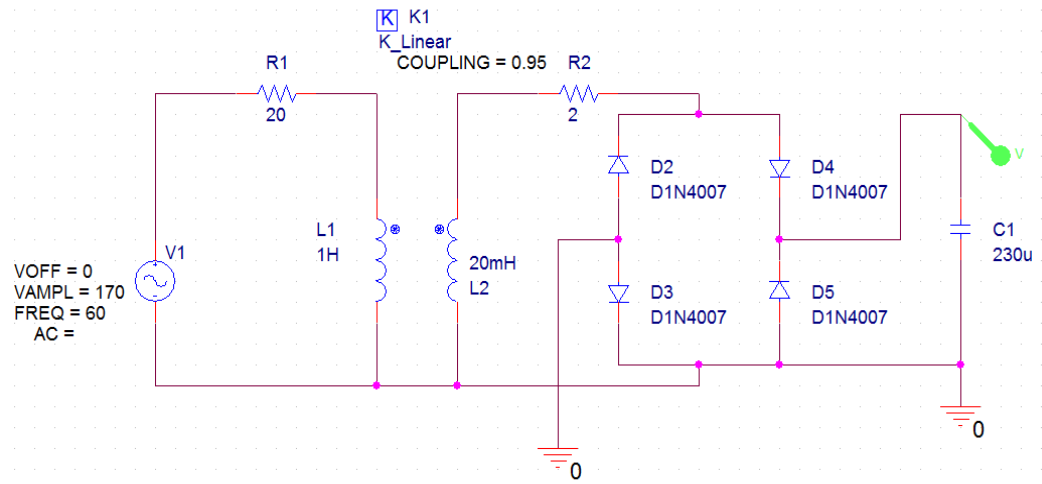 K K1
K_Linear
COUPLING = 0.95
R1
20
R2
2
D2
D1N4007
D4
D1N4007
V
L1
1H
20mH
L2
C1
230u
V1
VOFF = 0
VAMPL = 170
FREQ = 60
AC =
D3
D1N4007
D5
D1N4007
0
0